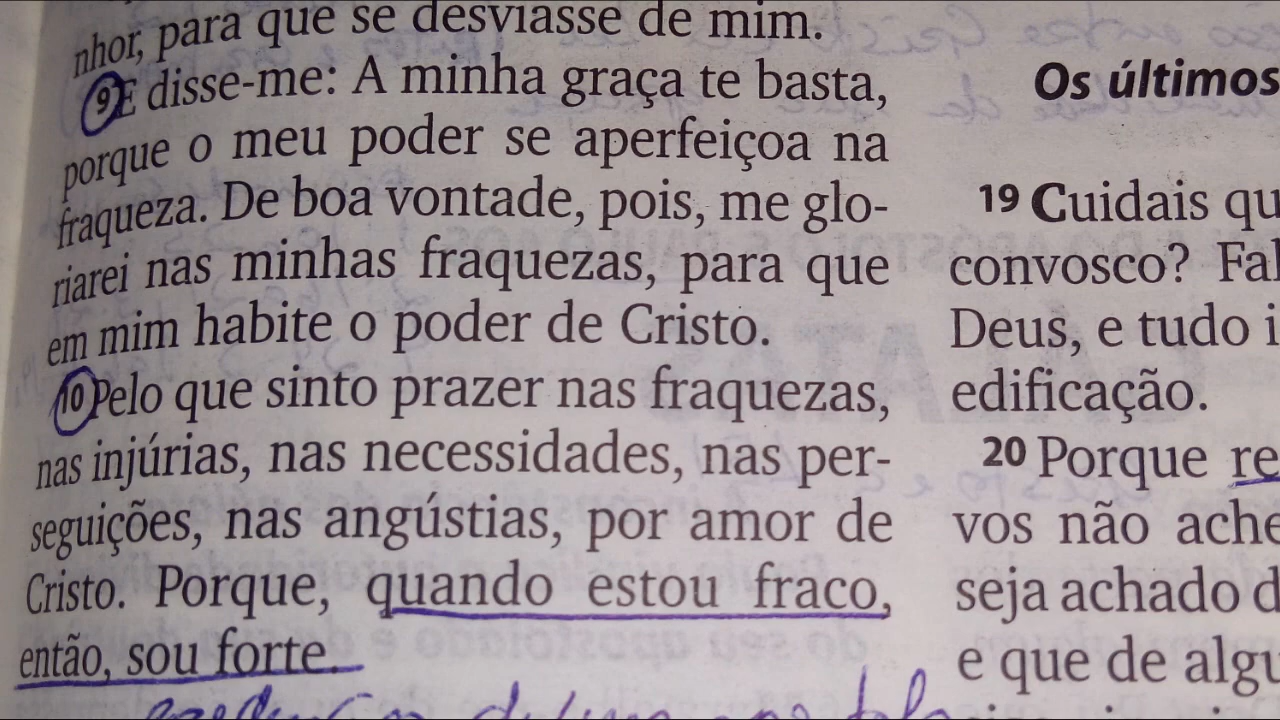 nhor, para que se desviasse de mim.
9 E disse-me: A minha graça te basta,
porque o meu poder se aperfeiçoa na
fraqueza. De boa vontade, pois, me glo-
riarei nas minhas fraquezas, para que
em mim habite o poder de Cristo.
10 Pelo que sinto prazer nas fraquezas,
nas injúrias, nas necessidades, nas per-
seguições, nas angústias, por amor de
Cristo. Porque, quando estou fraco,
então, sou forte.
Os últimos
19 Cuidais qu
convosco? Fal
Deus, e tudo i
edificação.
20 Porque re
vos não ache
seja achado d
e que de algu